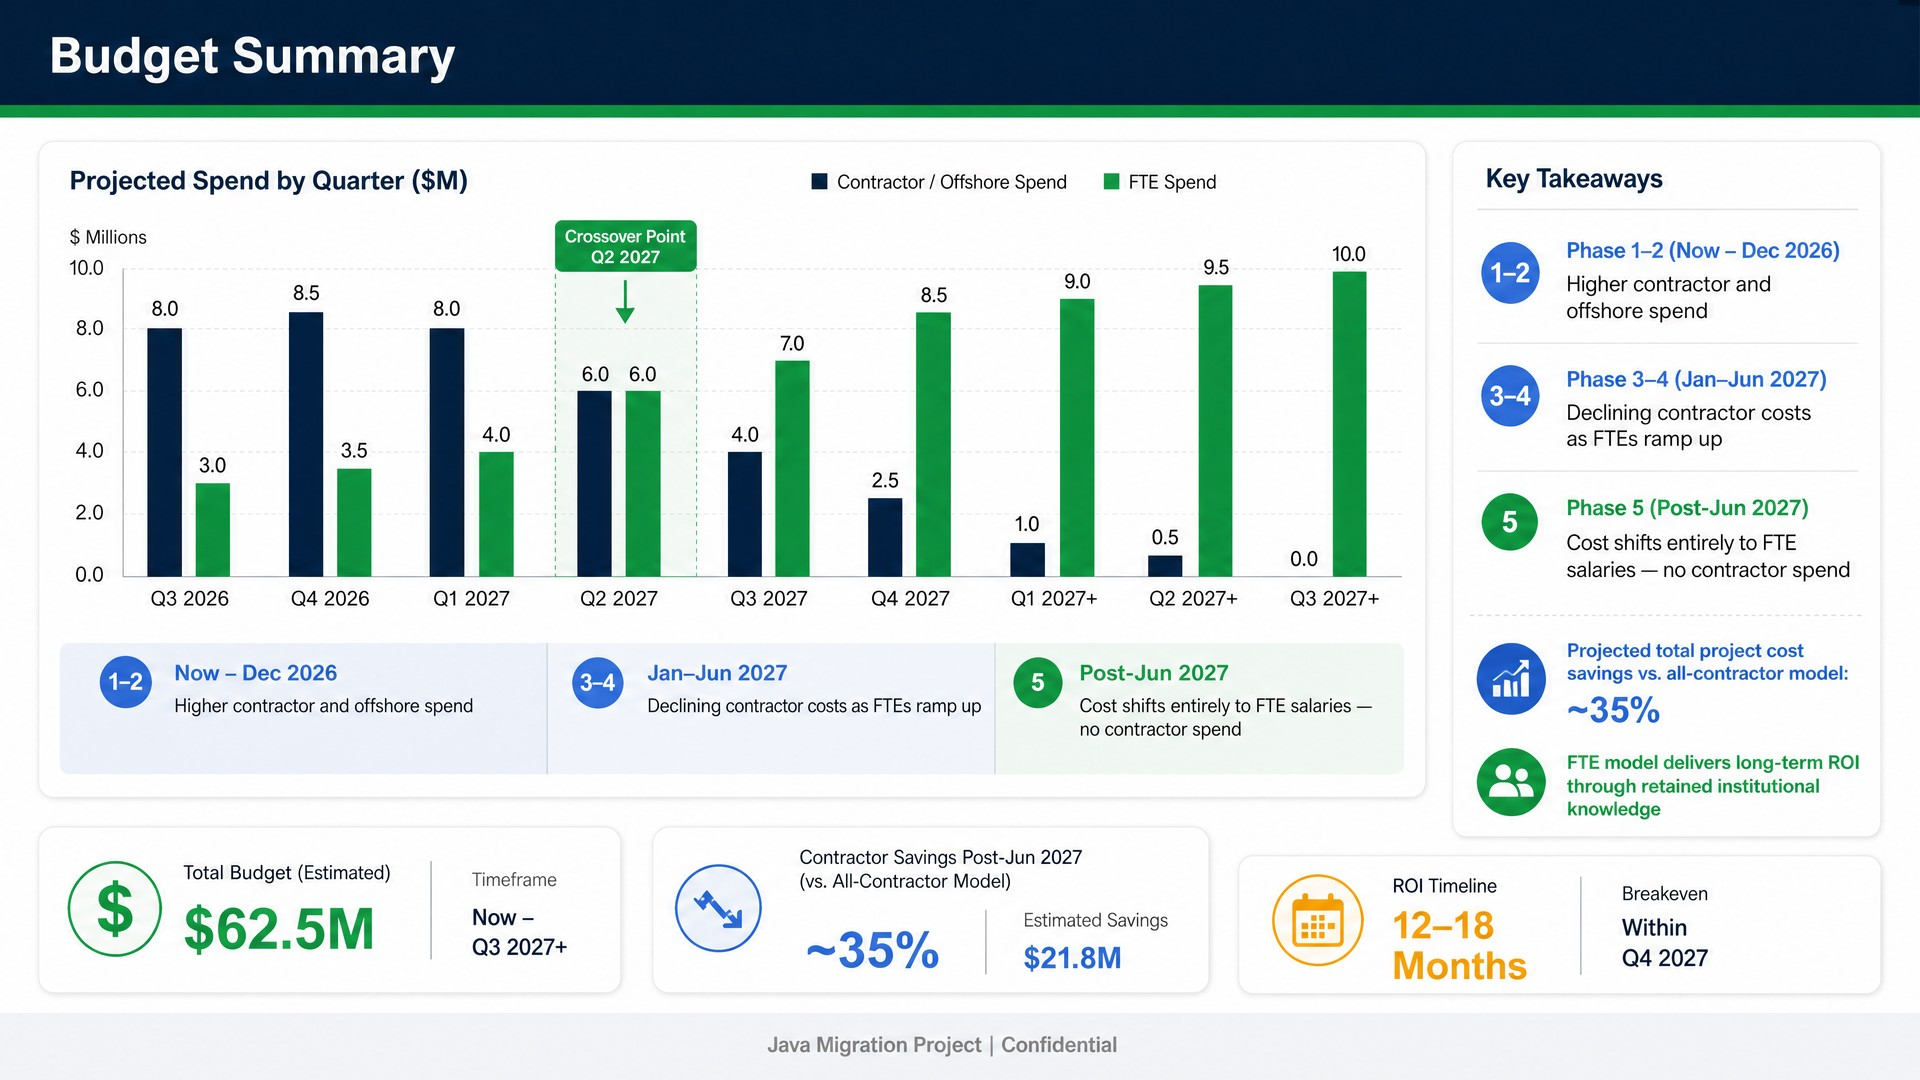 Budget Summary
Projected Spend by Quarter ($M)
Contractor / Offshore Spend
FTE Spend
$ Millions
Crossover Point
Q2 2027
10.0
8.0
6.0
4.0
2.0
0.0
8.0
3.0
8.5
3.5
8.0
4.0
6.0
6.0
4.0
7.0
2.5
8.5
1.0
9.0
0.5
9.5
0.0
10.0
Q3 2026
Q4 2026
Q1 2027
Q2 2027
Q3 2027
Q4 2027
Q1 2027+
Q2 2027+
Q3 2027+
1–2
Now – Dec 2026
Higher contractor and offshore spend
3–4
Jan–Jun 2027
Declining contractor costs as FTEs ramp up
5
Post-Jun 2027
Cost shifts entirely to FTE salaries —
no contractor spend
Key Takeaways
1–2
Phase 1–2 (Now – Dec 2026)
Higher contractor and
offshore spend
3–4
Phase 3–4 (Jan–Jun 2027)
Declining contractor costs
as FTEs ramp up
5
Phase 5 (Post-Jun 2027)
Cost shifts entirely to FTE
salaries — no contractor spend
Projected total project cost
savings vs. all-contractor model:
~35%
FTE model delivers long-term ROI
through retained institutional
knowledge
$
Total Budget (Estimated)
$62.5M
Timeframe
Now –
Q3 2027+
Contractor Savings Post-Jun 2027
(vs. All-Contractor Model)
~35%
Estimated Savings
$21.8M
ROI Timeline
12–18
Months
Breakeven
Within
Q4 2027
Java Migration Project | Confidential